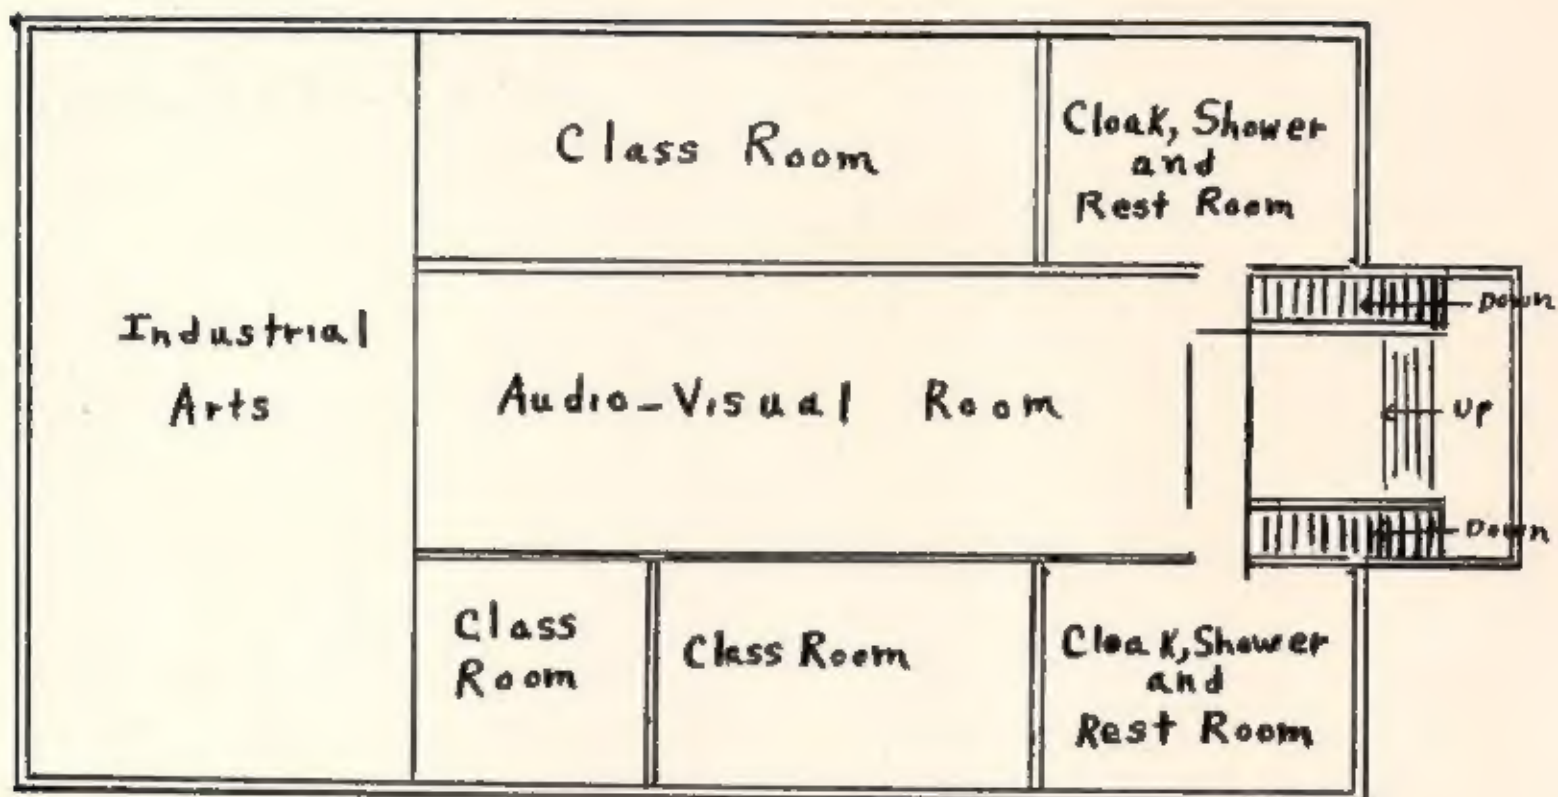 Class Room
Cloak, Shower
and
Rest Room
Down
Industrial
Arts
Audio-Visual Room
Up
Down
Class
Room
Class Room
Cloak, Shower
and
Rest Room